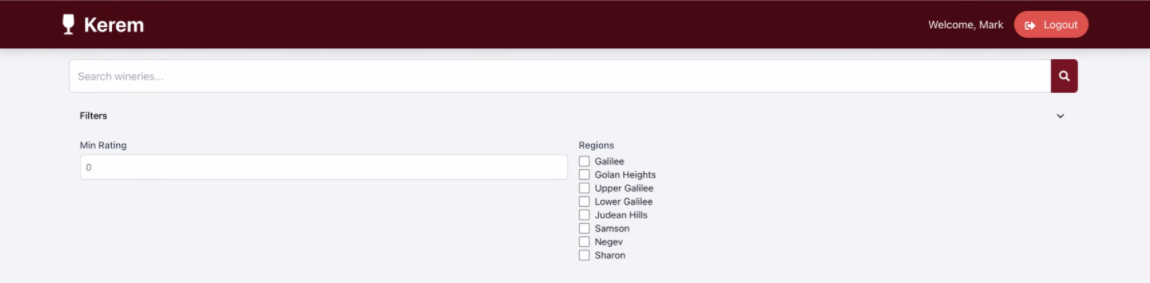 Kerem
Welcome, Mark
Logout
Search wineries...
Filters
Min Rating
0
Regions
Galilee
Golan Heights
Upper Galilee
Lower Galilee
Judean Hills
Samson
Negev
Sharon